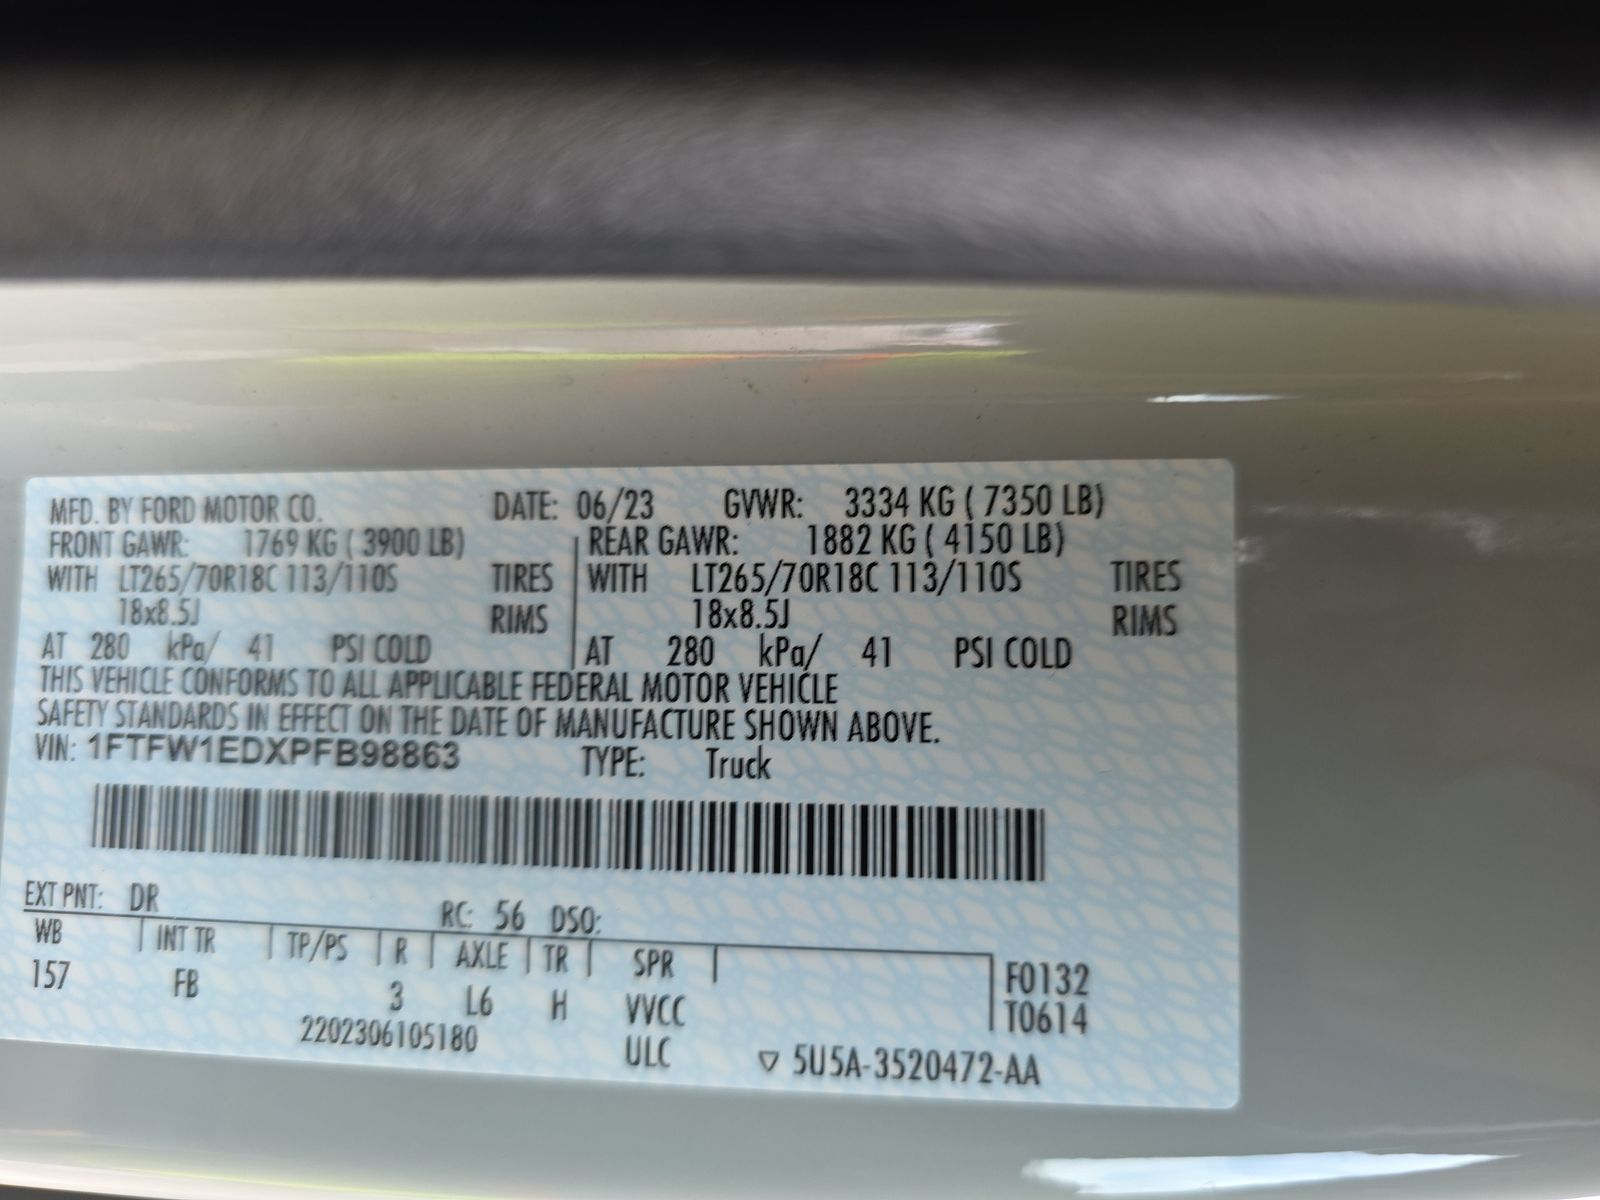 MFD. BY FORD MOTOR CO. DATE: 06/23 GVWR: 3334 KG ( 7350 LB)
FRONT GAWR: 1769 KG ( 3900 LB) REAR GAWR: 1882 KG ( 4150 LB)
WITH LT265/70R18C 113/110S TIRES WITH LT265/70R18C 113/110S TIRES
18x8.5J RIMS 18x8.5J RIMS
AT 280 kPa/ 41 PSI COLD AT 280 kPa/ 41 PSI COLD
THIS VEHICLE CONFORMS TO ALL APPLICABLE FEDERAL MOTOR VEHICLE
SAFETY STANDARDS IN EFFECT ON THE DATE OF MANUFACTURE SHOWN ABOVE.
VIN: 1FTFW1EDXPFB98863 TYPE: Truck
EXT PNT: DR RC: 56 DSO:
WB INT TR TP/PS R AXLE TR SPR F0132
157 FB 3 L6 H VVCC T0614
2202306105180 ULC ▽ 5U5A-3520472-AA